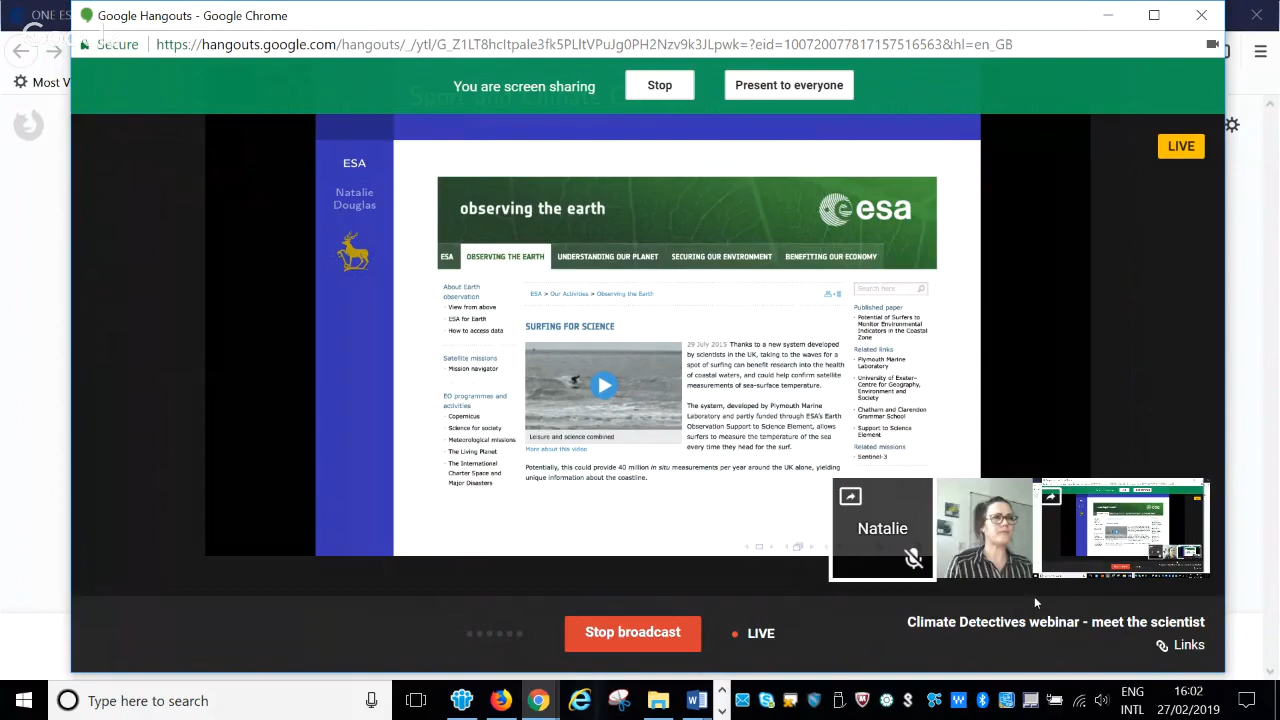 ONE ES
Google Hangouts - Google Chrome
Secure
https://hangouts.google.com/hangouts/_/ytl/G_Z1LT8hcItpaIe3fk5PLltVPuJg0PH2Nzv9k3JLpwk=?eid=100720077817157516563&hl=en_GB
Most V
You are screen sharing
Stop
Present to everyone
LIVE
ESA
Natalie
Douglas
observing the earth
esa
ESA
OBSERVING THE EARTH
UNDERSTANDING OUR PLANET
SECURING OUR ENVIRONMENT
BENEFITING OUR ECONOMY
About Earth
observation
View from above
ESA for Earth
How to access data
Satellite missions
Mission navigator
EO programmes and
activities
Copernicus
Science for society
Meteorological missions
The Living Planet
The International
Charter Space and
Major Disasters
ESA > Our Activities > Observing the Earth
SURFING FOR SCIENCE
29 July 2015 Thanks to a new system developed
by scientists in the UK, taking to the waves for a
spot of surfing can benefit research into the health
of coastal waters, and could help confirm satellite
measurements of sea-surface temperature.
The system, developed by Plymouth Marine
Laboratory and partly funded through ESA's Earth
Observation Support to Science Element, allows
surfers to measure the temperature of the sea
every time they head for the surf.
Leisure and science combined
More about this video
Potentially, this could provide 40 million in situ measurements per year around the UK alone, yielding
unique information about the coastline.
Search here
Published paper
Potential of Surfers to
Monitor Environmental
Indicators in the Coastal
Zone
Related links
Plymouth Marine
Laboratory
University of Exeter-
Centre for Geography,
Environment and
Society
Chatham and Clarendon
Grammar School
Support to Science
Element
Related missions
Sentinel-3
Natalie
Stop broadcast
LIVE
Climate Detectives webinar - meet the scientist
Links
Type here to search
ENG
INTL
16:02
27/02/2019